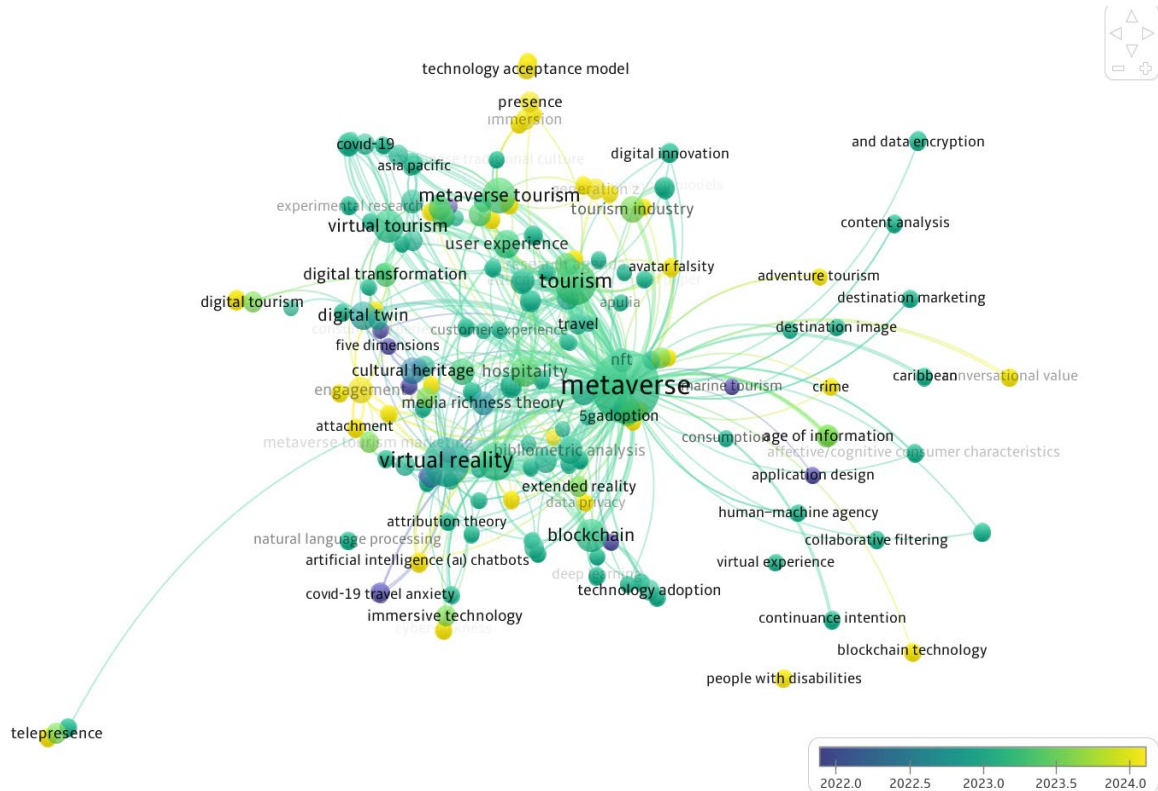 technology acceptance model
presence
immersion
covid-19
asia pacific
digital innovation
and data encryption
generation z
models
metaverse tourism
experimental research
tourism industry
virtual tourism
content analysis
user experience
digital transformation
avatar falsity
adventure tourism
tourism
digital tourism
apulia
destination marketing
digital twin
travel
customer experience
destination image
five dimensions
nft
cultural heritage
hospitality
metaverse
marine tourism
crime
caribbean
engagement
media richness theory
5gadoption
attachment
consumption
age of information
metaverse tourism marketing
bibliometric analysis
affective/cognitive consumer characteristics
virtual reality
application design
extended reality
data privacy
human-machine agency
attribution theory
blockchain
natural language processing
collaborative filtering
artificial intelligence (ai) chatbots
virtual experience
deep learning
technology adoption
covid-19 travel anxiety
immersive technology
continuance intention
blockchain technology
people with disabilities
telepresence
2022.0 2022.5 2023.0 2023.5 2024.0